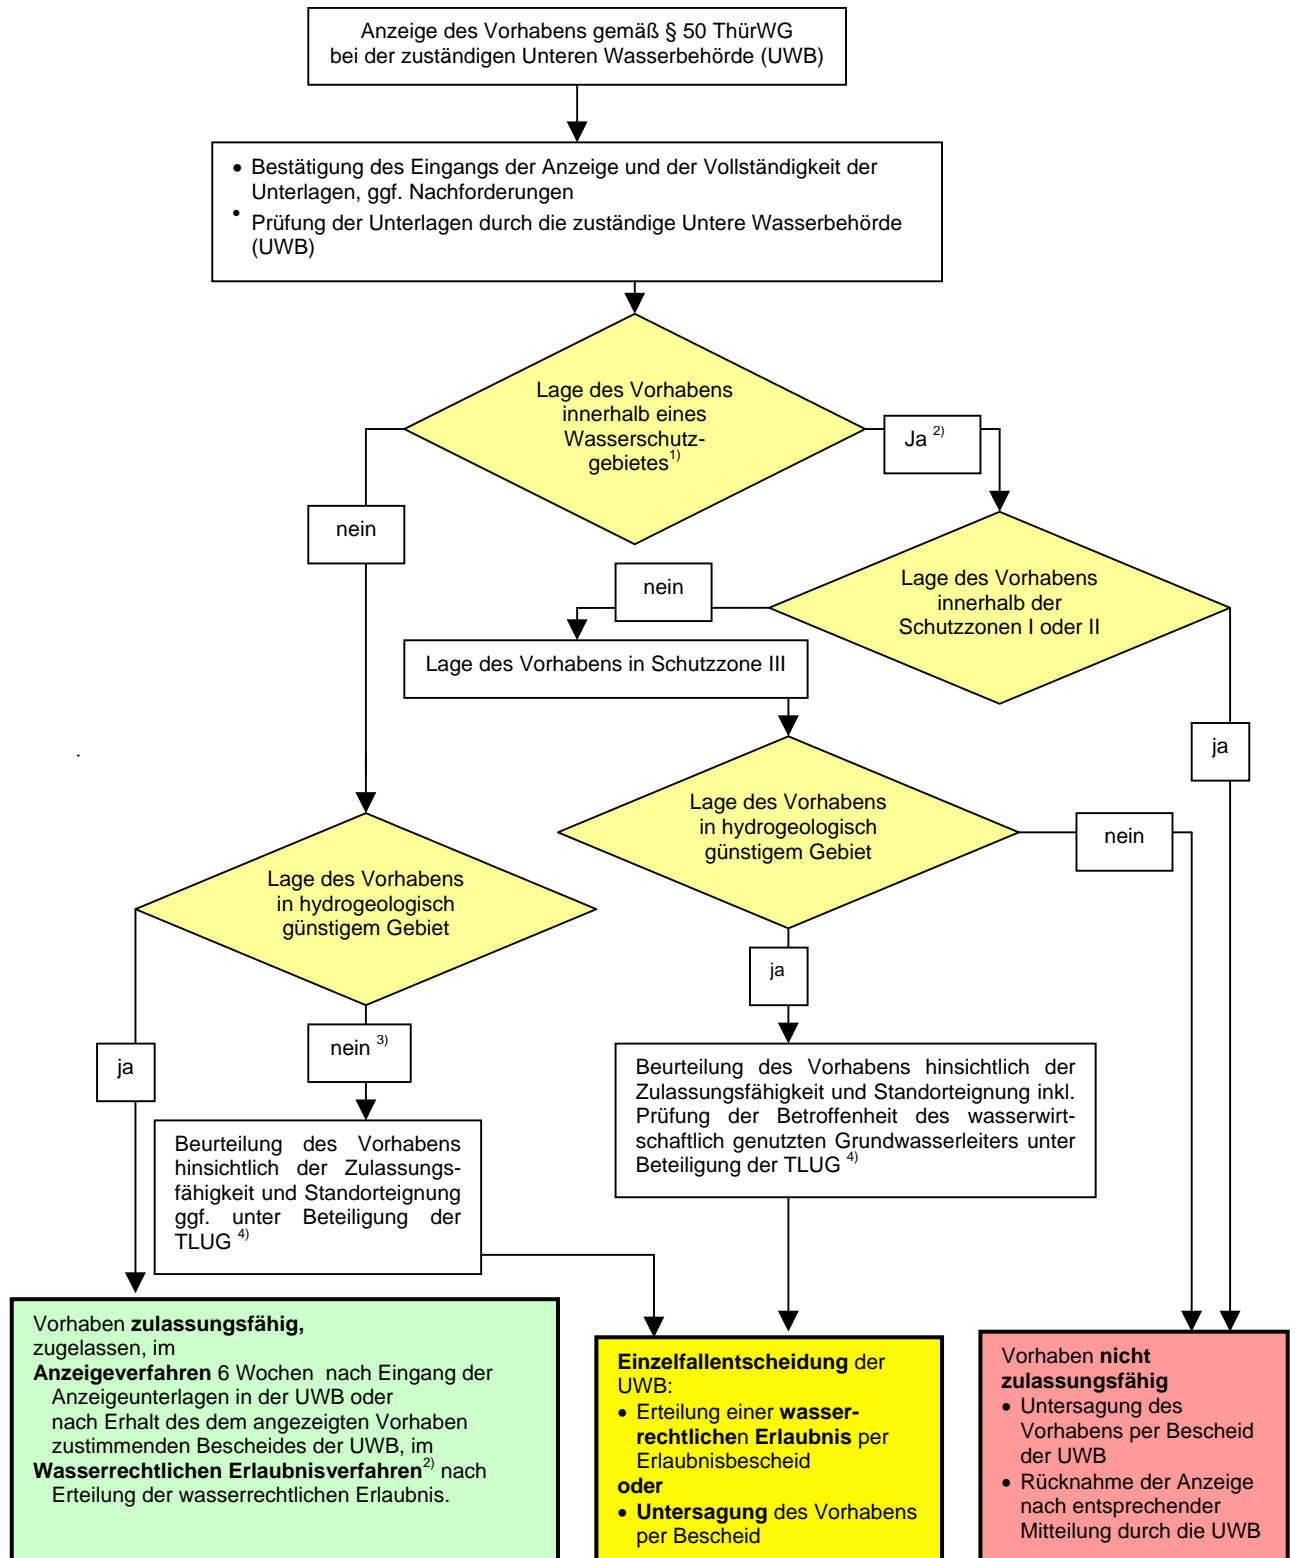 Anzeige des Vorhabens gemäß § 50 ThürWG
bei der zuständigen Unteren Wasserbehörde (UWB)
• Bestätigung des Eingangs der Anzeige und der Vollständigkeit der
Unterlagen, ggf. Nachforderungen
• Prüfung der Unterlagen durch die zuständige Untere Wasserbehörde
(UWB)
Lage des Vorhabens
innerhalb eines
Wasserschutz-
gebietes1)
Ja 2)
nein
Lage des Vorhabens
innerhalb der
Schutzzonen I oder II
nein
Lage des Vorhabens in Schutzzone III
ja
Lage des Vorhabens
in hydrogeologisch
günstigem Gebiet
nein
Lage des Vorhabens
in hydrogeologisch
günstigem Gebiet
ja
nein 3)
ja
Beurteilung des Vorhabens hinsichtlich der
Zulassungsfähigkeit und Standorteignung inkl.
Prüfung der Betroffenheit des wasserwirt-
schaftlich genutzten Grundwasserleiters unter
Beteiligung der TLUG 4)
Beurteilung des Vorhabens
hinsichtlich der Zulassungs-
fähigkeit und Standorteignung
ggf. unter Beteiligung der
TLUG 4)
Vorhaben zulassungsfähig,
zugelassen, im
Anzeigeverfahren 6 Wochen nach Eingang der
Anzeigeunterlagen in der UWB oder
nach Erhalt des dem angezeigten Vorhaben
zustimmenden Bescheides der UWB, im
Wasserrechtlichen Erlaubnisverfahren2) nach
Erteilung der wasserrechtlichen Erlaubnis.
Einzelfallentscheidung der
UWB:
• Erteilung einer wasser-
rechtlichen Erlaubnis per
Erlaubnisbescheid
oder
• Untersagung des Vorhabens
per Bescheid
Vorhaben nicht
zulassungsfähig
• Untersagung des
Vorhabens per Bescheid
der UWB
• Rücknahme der Anzeige
nach entsprechender
Mitteilung durch die UWB